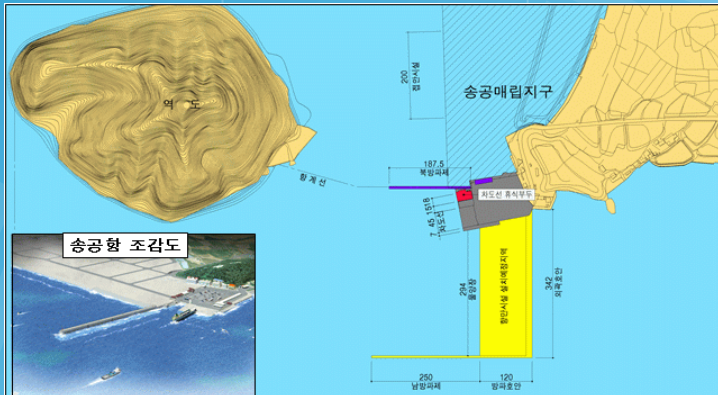 200
접안시설
송공매립지구
역 도
항계선
187.5
북방파제
차도선 휴식부두
15 18
7 45
차도선
294
물양장
항만시설 설치예정지역
342
외곽호안
250
남방파제
120
방파호안
송공항 조감도